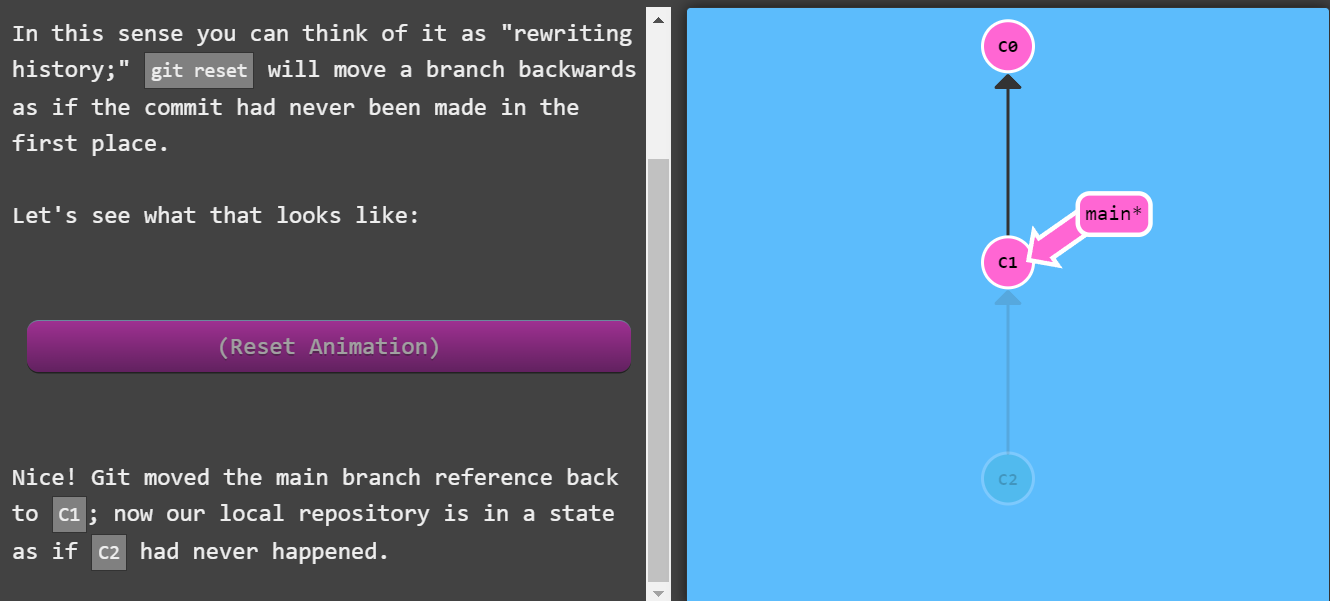 In this sense you can think of it as "rewriting
history;" git reset will move a branch backwards
as if the commit had never been made in the
first place.
Let's see what that looks like:
(Reset Animation)
Nice! Git moved the main branch reference back
to C1; now our local repository is in a state
as if C2 had never happened.
C0
main*
C1
C2